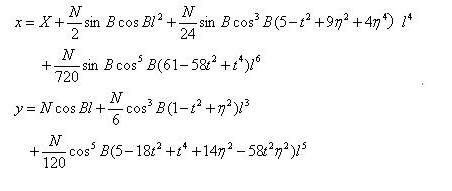 x = X + N/2 sin B cos Bl² + N/24 sin B cos³ B(5−t²+9η²+4η⁴) l⁴
+ N/720 sin B cos⁵ B(61−58t²+t⁴)l⁶
y = N cos Bl + N/6 cos³ B(1−t²+η²)l³
+ N/120 cos⁵ B(5−18t²+t⁴+14η²−58t²η²)l⁵